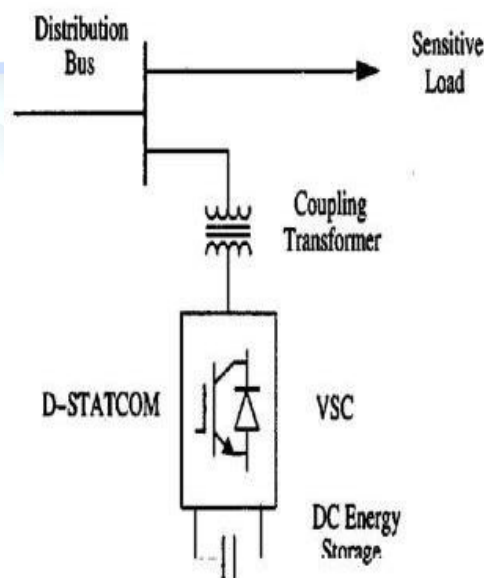 Distribution
Bus
Sensitive
Load
Coupling
Transformer
D-STATCOM
VSC
DC Energy
Storage